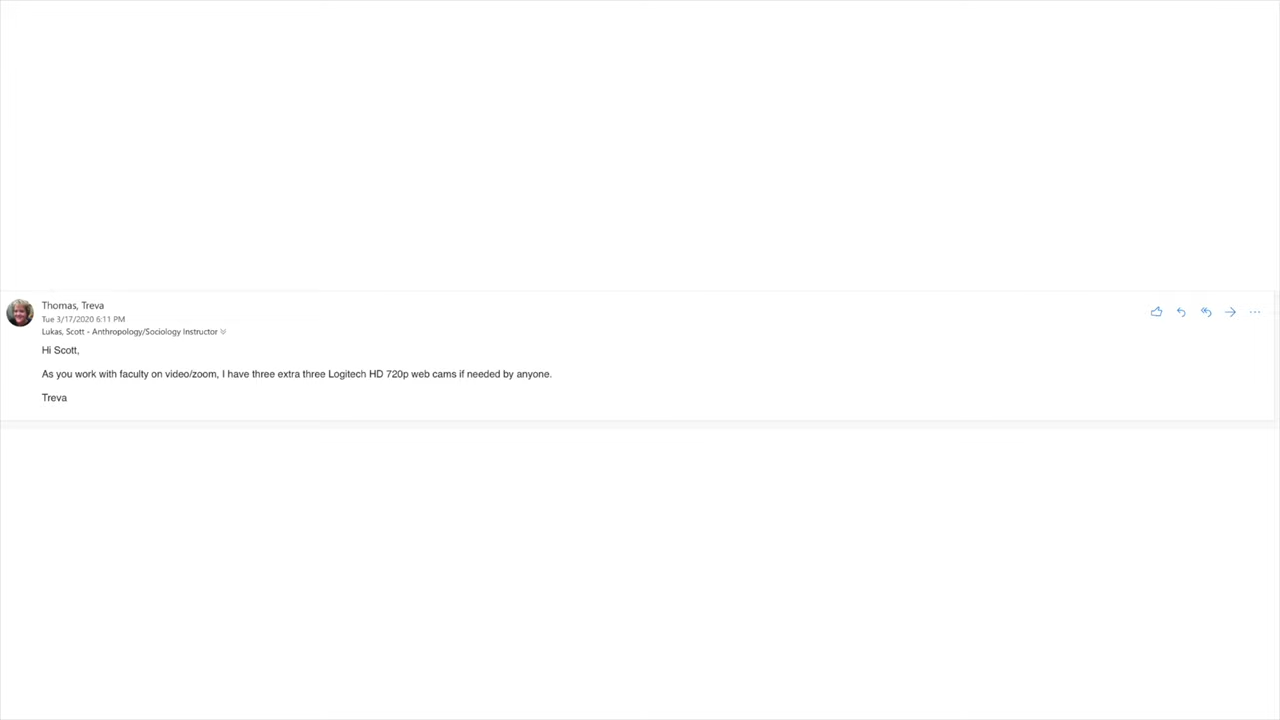 Thomas, Treva
Tue 3/17/2020 6:11 PM
Lukas, Scott - Anthropology/Sociology Instructor
Hi Scott,
As you work with faculty on video/zoom, I have three extra three Logitech HD 720p web cams if needed by anyone.
Treva